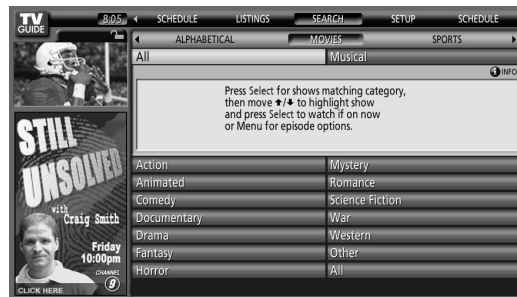 TV
GUIDE
8:05
SCHEDULE LISTINGS SEARCH SETUP SCHEDULE
ALPHABETICAL MOVIES SPORTS
All Musical
i INFO
Press Select for shows matching category,
then move ↑/↓ to highlight show
and press Select to watch if on now
or Menu for episode options.
Action Mystery
Animated Romance
Comedy Science Fiction
Documentary War
Drama Western
Fantasy Other
Horror All
STILL
UNSOLVED
with
Craig Smith
Friday
10:00pm
CHANNEL
9
CLICK HERE